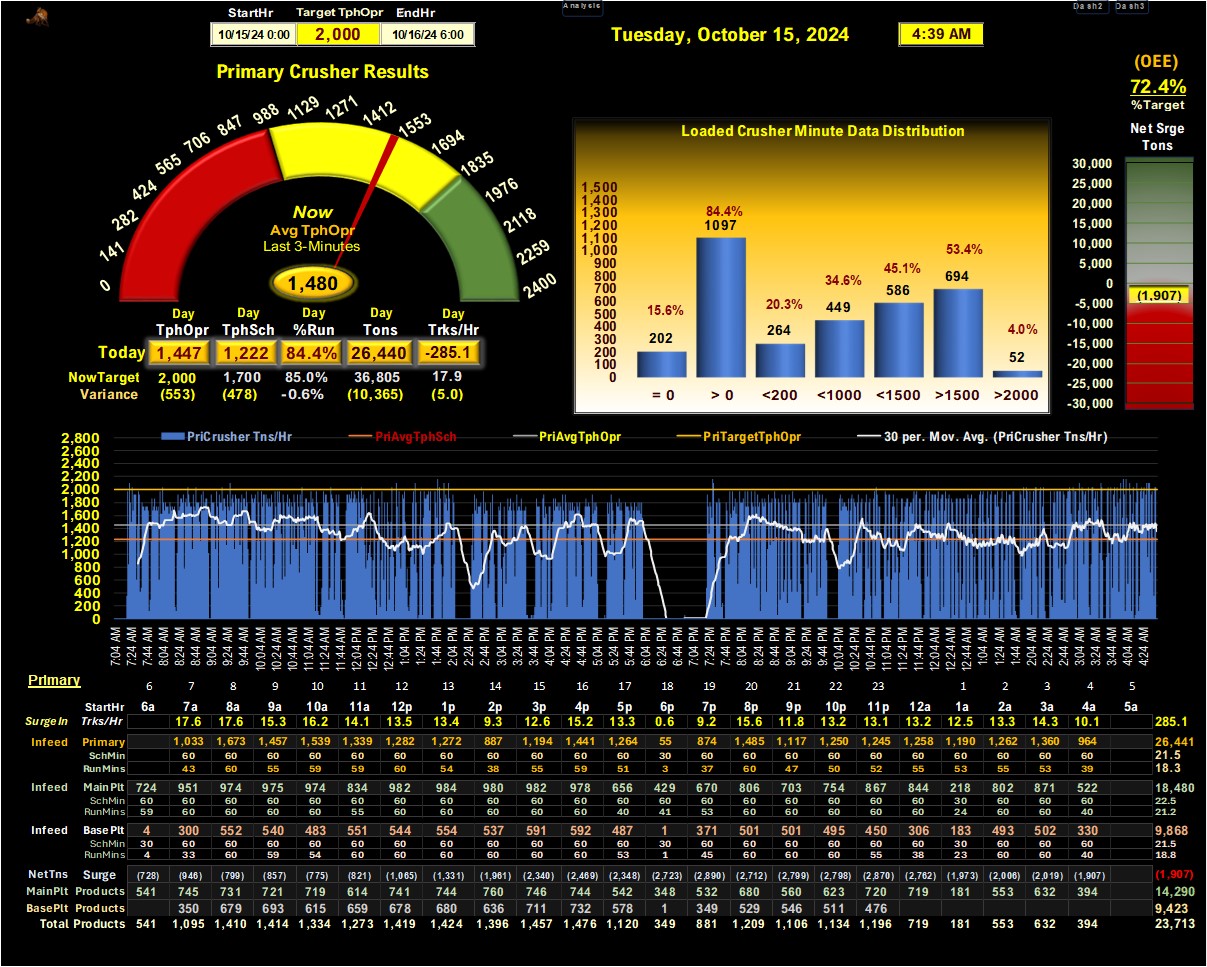 Analysis
Dash2 Dash3
StartHr Target TphOpr EndHr
10/15/24 0:00 2,000 10/16/24 6:00
Tuesday, October 15, 2024
4:39 AM
Primary Crusher Results
0
141
282
424
565
706
847
988
1129
1271
1412
1553
1694
1835
1976
2118
2259
2400
Now
Avg TphOpr
Last 3-Minutes
1,480
Day Day Day Day Day
TphOpr TphSch %Run Tons Trks/Hr
Today 1,447 1,222 84.4% 26,440 -285.1
NowTarget 2,000 1,700 85.0% 36,805 17.9
Variance (553) (478) -0.6% (10,365) (5.0)
Loaded Crusher Minute Data Distribution
1,500
1,400
1,300
1,200
1,100
1,000
900
800
700
600
500
400
300
200
100
0
15.6% 84.4% 20.3% 34.6% 45.1% 53.4% 4.0%
202 1097 264 449 586 694 52
= 0 > 0 <200 <1000 <1500 >1500 >2000
(OEE)
72.4%
%Target
Net Srge
Tons
30,000
25,000
20,000
15,000
10,000
5,000
0
-5,000
-10,000
-15,000
-20,000
-25,000
-30,000
(1,907)
PriCrusher Tns/Hr PriAvgTphSch PriAvgTphOpr PriTargetTphOpr 30 per. Mov. Avg. (PriCrusher Tns/Hr)
2,800
2,600
2,400
2,200
2,000
1,800
1,600
1,400
1,200
1,000
800
600
400
200
0
7:04 AM 7:24 AM 7:44 AM 8:04 AM 8:24 AM 8:44 AM 9:04 AM 9:24 AM 9:44 AM 10:04 AM 10:24 AM 10:44 AM 11:04 AM 11:24 AM 11:44 AM 12:04 PM 12:24 PM 12:44 PM 1:04 PM 1:24 PM 1:44 PM 2:04 PM 2:24 PM 2:44 PM 3:04 PM 3:24 PM 3:44 PM 4:04 PM 4:24 PM 4:44 PM 5:04 PM 5:24 PM 5:44 PM 6:04 PM 6:24 PM 6:44 PM 7:04 PM 7:24 PM 7:44 PM 8:04 PM 8:24 PM 8:44 PM 9:04 PM 9:24 PM 9:44 PM 10:04 PM 10:24 PM 10:44 PM 11:04 PM 11:24 PM 11:44 PM 12:04 AM 12:24 AM 12:44 AM 1:04 AM 1:24 AM 1:44 AM 2:04 AM 2:24 AM 2:44 AM 3:04 AM 3:24 AM 3:44 AM 4:04 AM 4:24 AM
Primary
6 7 8 9 10 11 12 13 14 15 16 17 18 19 20 21 22 23 1 2 3 4 5
StartHr 6a 7a 8a 9a 10a 11a 12p 1p 2p 3p 4p 5p 6p 7p 8p 9p 10p 11p 12a 1a 2a 3a 4a 5a
SurgeIn Trks/Hr 17.6 17.6 15.3 16.2 14.1 13.5 13.4 9.3 12.6 15.2 13.3 0.6 9.2 15.6 11.8 13.2 13.1 13.2 12.5 13.3 14.3 10.1 285.1
Infeed Primary 1,033 1,673 1,457 1,539 1,339 1,282 1,272 887 1,194 1,441 1,264 55 874 1,485 1,117 1,250 1,245 1,258 1,190 1,262 1,360 964 26,441
SchMin 60 60 60 60 60 60 60 60 60 60 60 30 60 60 60 60 60 60 60 60 60 60 21.5
RunMins 43 60 55 59 59 60 54 38 55 59 51 3 37 60 47 50 52 55 53 55 53 39 18.3
Infeed MainPlt 724 951 974 975 974 834 982 984 980 982 978 656 429 670 806 703 754 867 844 218 802 871 522 18,480
SchMin 60 60 60 60 60 60 60 60 60 60 60 60 60 60 60 60 60 60 60 30 60 60 60 22.5
RunMins 59 60 60 60 60 55 60 60 60 60 60 40 41 53 60 60 60 60 60 24 60 60 40 21.2
Infeed BasePlt 4 300 552 540 483 551 544 554 537 591 592 487 1 371 501 501 495 450 306 183 493 502 330 9,868
SchMin 30 60 60 60 60 60 60 60 60 60 60 60 30 60 60 60 60 60 60 30 60 60 60 21.5
RunMins 4 33 60 59 54 60 60 60 60 60 60 53 1 45 60 60 60 55 38 23 60 60 40 18.8
NetTns Surge (728) (946) (799) (857) (775) (821) (1,065) (1,331) (1,961) (2,340) (2,469) (2,348) (2,723) (2,890) (2,712) (2,799) (2,798) (2,870) (2,762) (1,973) (2,006) (2,019) (1,907) (1,907)
MainPlt Products 541 745 731 721 719 614 741 744 760 746 744 542 348 532 680 560 623 720 719 181 553 632 394 14,290
BasePlt Products 350 679 693 615 659 678 680 636 711 732 578 1 349 529 546 511 476 9,423
Total Products 541 1,095 1,410 1,414 1,334 1,273 1,419 1,424 1,396 1,457 1,476 1,120 349 881 1,209 1,106 1,134 1,196 719 181 553 632 394 23,713